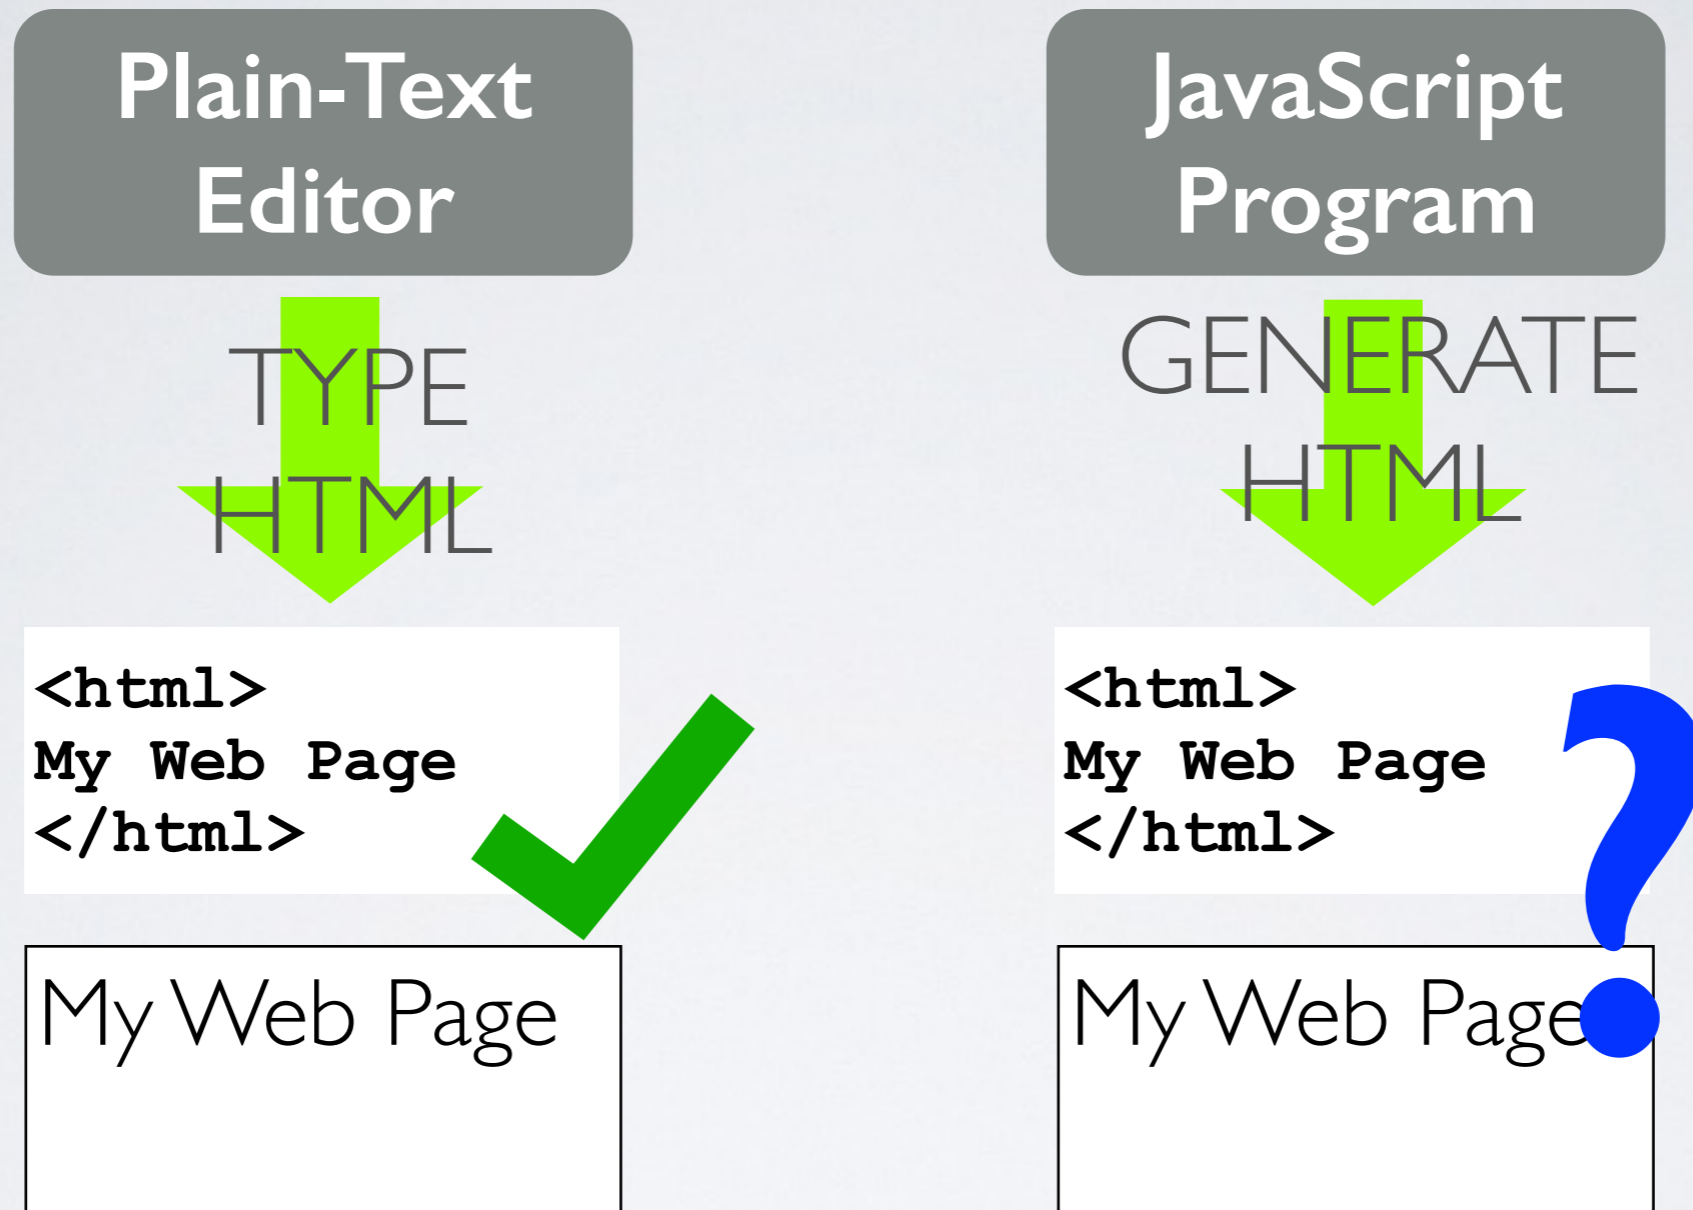 Plain-Text
Editor
TYPE
HTML
<html>
My Web Page
</html>
My Web Page
JavaScript
Program
GENERATE
HTML
<html>
My Web Page
</html>
?
My Web Page